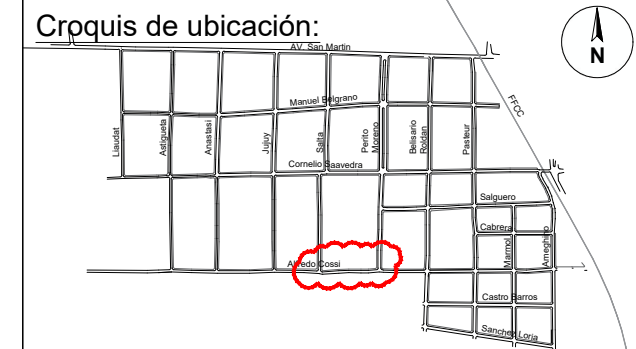 Croquis de ubicación:
AV. San Martin
N
FFCC
Manuel Belgrano
Llaudat
Astigueta
Anastasi
Jujuy
Salta
Perito
Moreno
Belisario
Roldan
Pasteur
Cornelio Saavedra
Salguero
Cabrera
Marmol
Ameghino
Alfredo Cossi
Castro Barros
Sanchez Loria